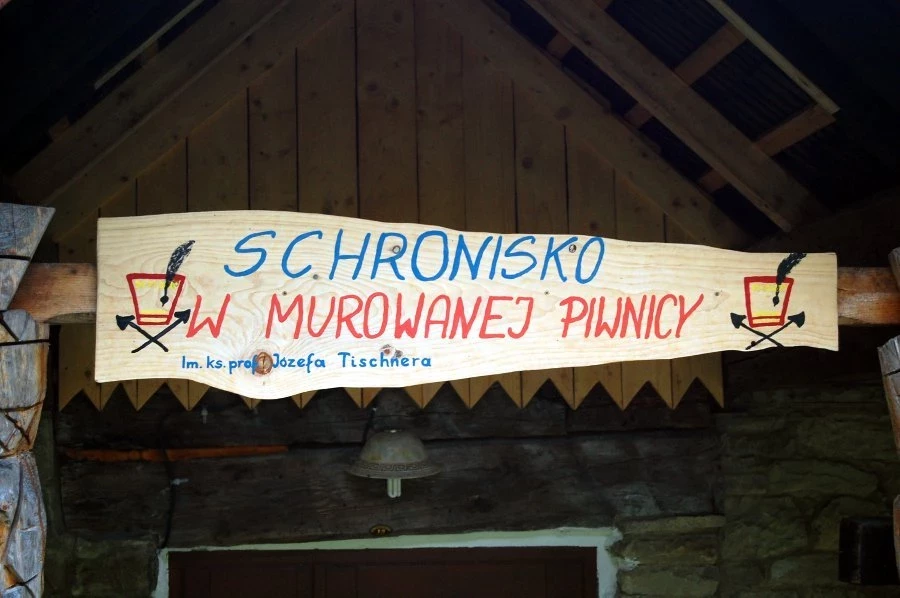 SCHRONISKO
W MUROWANEJ PIWNICY
Im. ks. prof. Józefa Tischnera